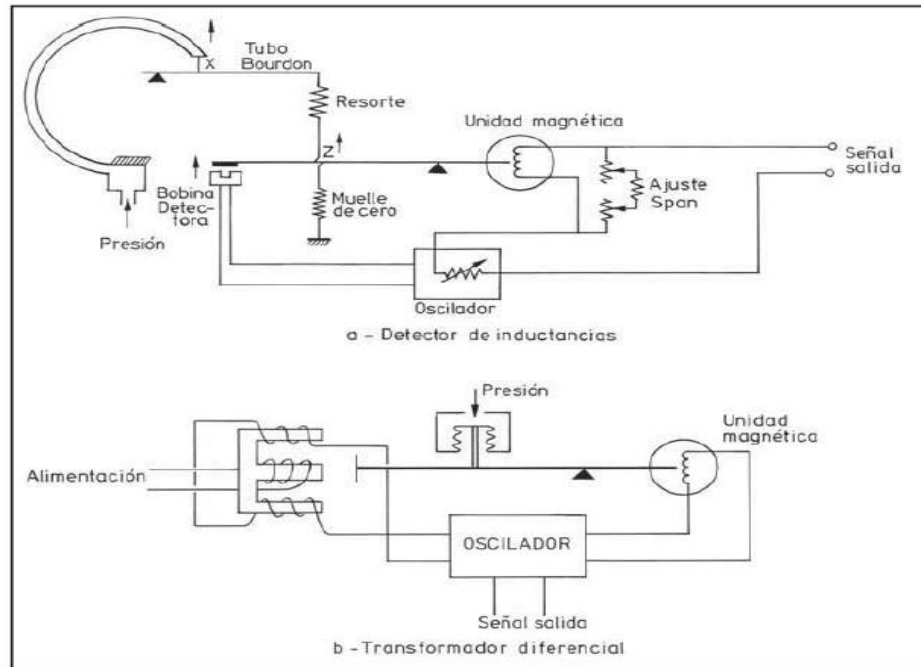 X
Tubo
Bourdon
Resorte
Unidad magnética
Z
Señal
salida
Bobina
Detec-
tora
Muelle
de cero
Ajuste
Span
Presión
Oscilador
a - Detector de inductancias
Presión
Unidad
magnética
Alimentación
OSCILADOR
Señal salida
b - Transformador diferencial